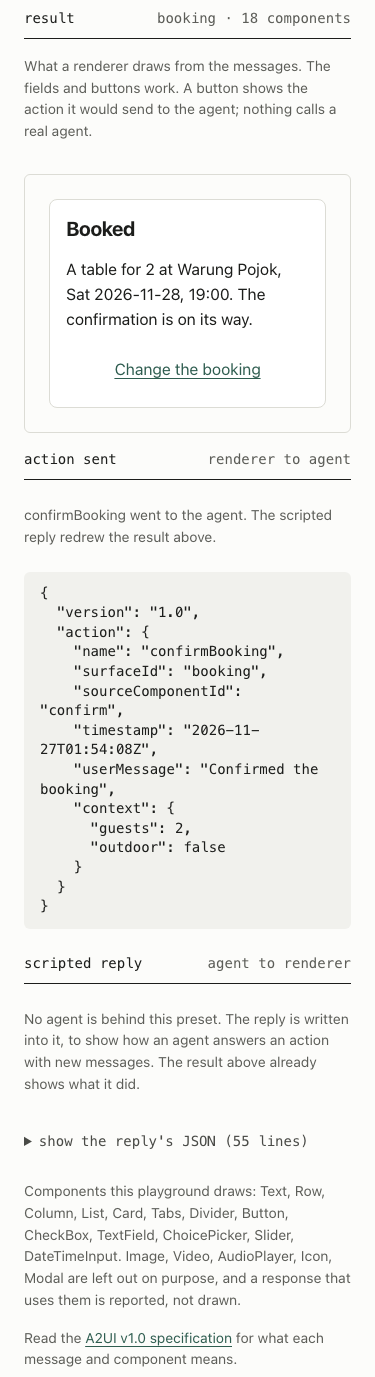 result booking · 18 components
What a renderer draws from the messages. The
fields and buttons work. A button shows the
action it would send to the agent; nothing calls a
real agent.
Booked
A table for 2 at Warung Pojok,
Sat 2026-11-28, 19:00. The
confirmation is on its way.
Change the booking
action sent renderer to agent
confirmBooking went to the agent. The scripted
reply redrew the result above.
{
  "version": "1.0",
  "action": {
    "name": "confirmBooking",
    "surfaceId": "booking",
    "sourceComponentId":
"confirm",
    "timestamp": "2026-11-
27T01:54:08Z",
    "userMessage": "Confirmed the
booking",
    "context": {
      "guests": 2,
      "outdoor": false
    }
  }
}
scripted reply agent to renderer
No agent is behind this preset. The reply is written
into it, to show how an agent answers an action
with new messages. The result above already
shows what it did.
▶ show the reply's JSON (55 lines)
Components this playground draws: Text, Row,
Column, List, Card, Tabs, Divider, Button,
CheckBox, TextField, ChoicePicker, Slider,
DateTimeInput. Image, Video, AudioPlayer, Icon,
Modal are left out on purpose, and a response that
uses them is reported, not drawn.
Read the A2UI v1.0 specification for what each
message and component means.